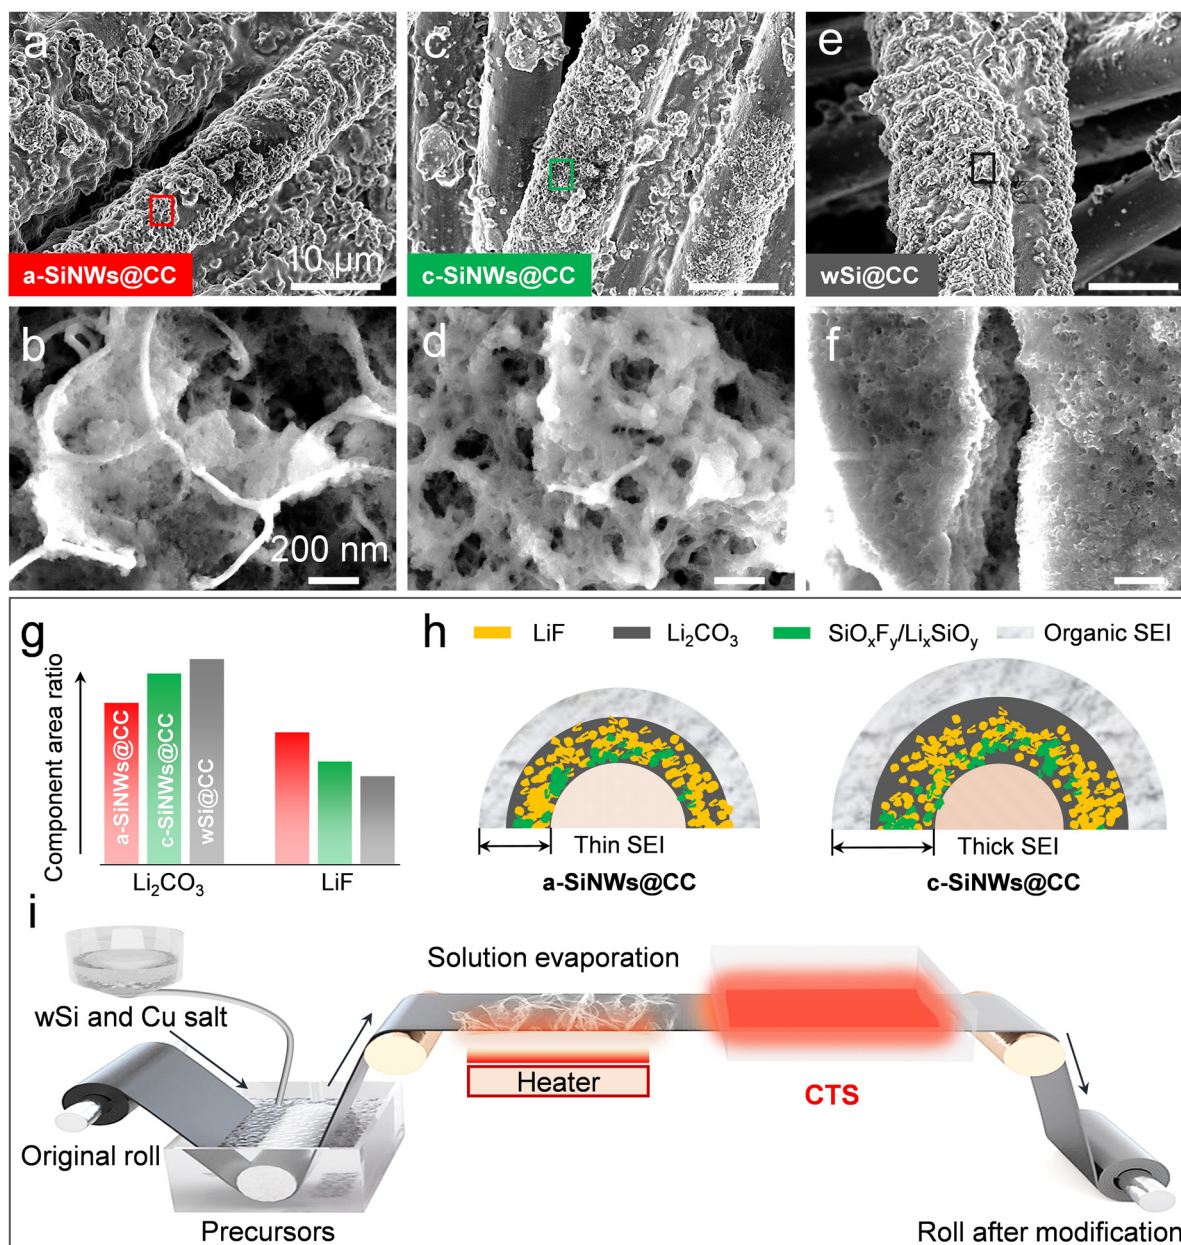 a
10 μm
a-SiNWs@CC
c
c-SiNWs@CC
e
wSi@CC
b
200 nm
d
f
g
Component area ratio
a-SiNWs@CC
c-SiNWs@CC
wSi@CC
Li₂CO₃
LiF
h
LiF
Li₂CO₃
SiOₓFᵧ/LiₓSiOᵧ
Organic SEI
Thin SEI
a-SiNWs@CC
Thick SEI
c-SiNWs@CC
i
wSi and Cu salt
Original roll
Precursors
Solution evaporation
Heater
CTS
Roll after modification